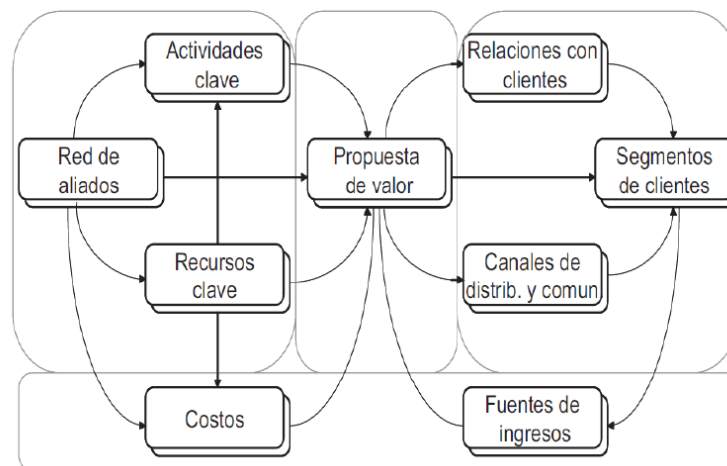 Actividades
clave
Relaciones con
clientes
Red de
aliados
Propuesta
de valor
Segmentos
de clientes
Recursos
clave
Canales de
distrib. y comun.
Costos
Fuentes de
ingresos